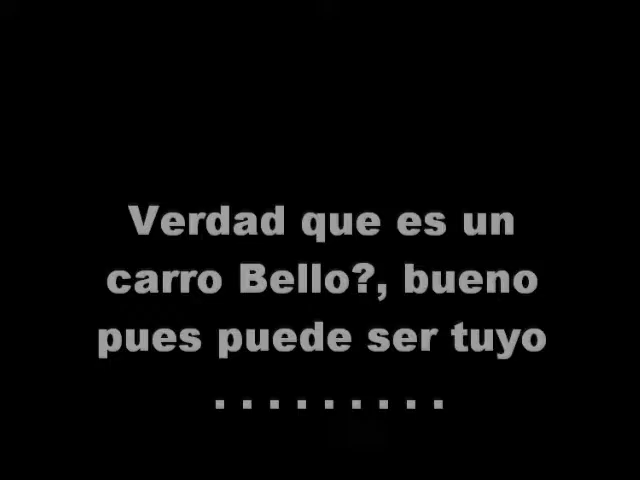 Verdad que es un
carro Bello?, bueno
pues puede ser tuyo
. . . . . . . . .